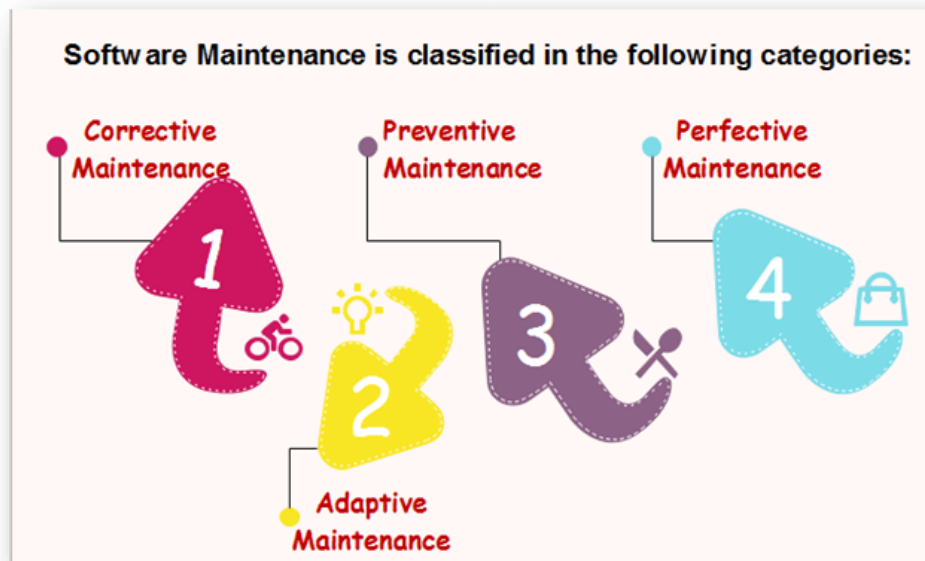 Software Maintenance is classified in the following categories:
Corrective
Maintenance
1
Adaptive
Maintenance
2
Preventive
Maintenance
3
Perfective
Maintenance
4